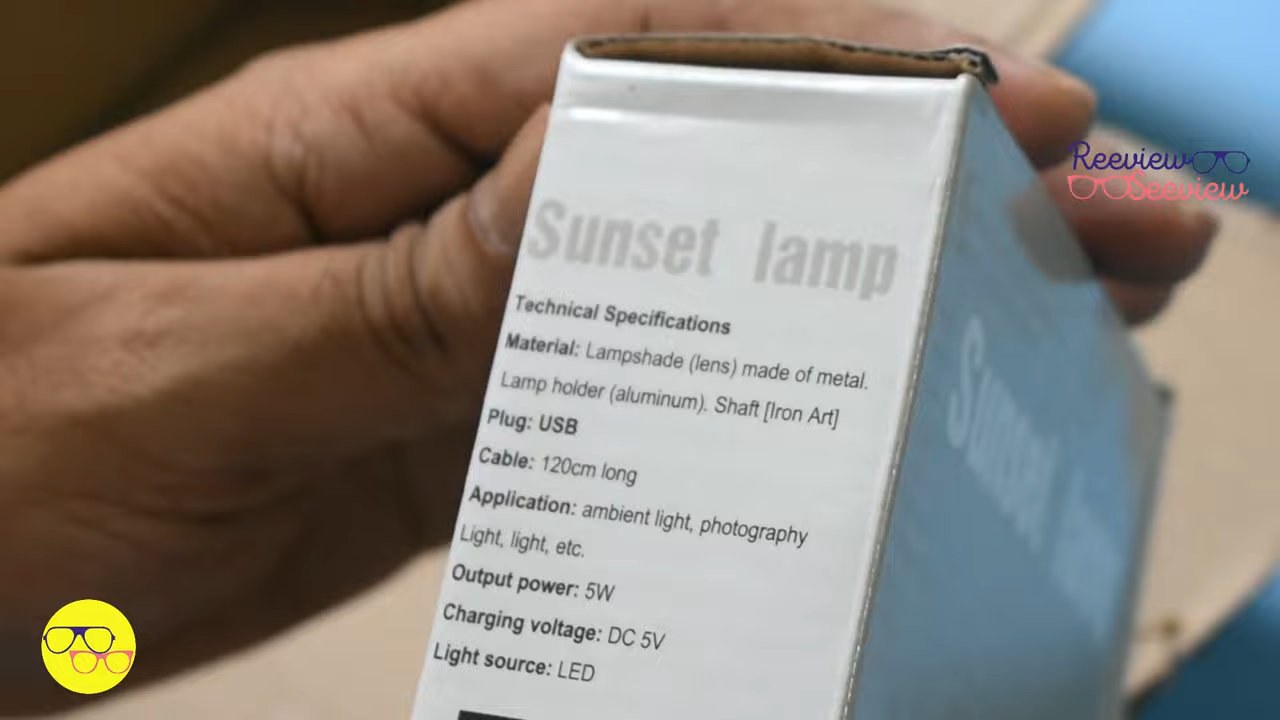 Reeview
Seeview
Sunset lamp
Technical Specifications
Material: Lampshade (lens) made of metal.
Lamp holder (aluminum). Shaft [Iron Art]
Plug: USB
Cable: 120cm long
Application: ambient light, photography
Light, light, etc.
Output power: 5W
Charging voltage: DC 5V
Light source: LED
Sunset